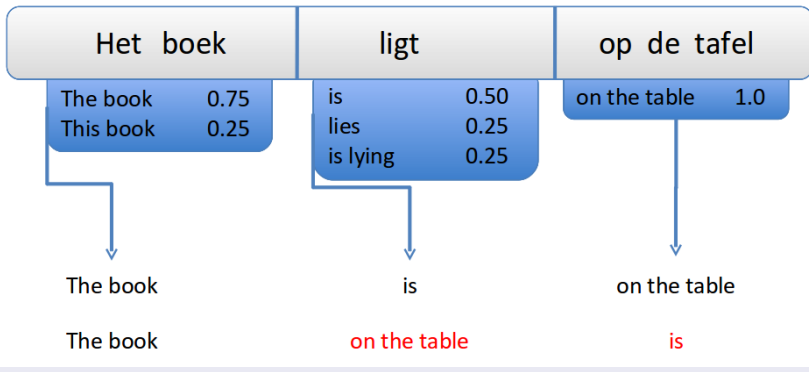 Het boek ligt op de tafel
The book 0.75
This book 0.25
is 0.50
lies 0.25
is lying 0.25
on the table 1.0
The book is on the table
The book on the table is